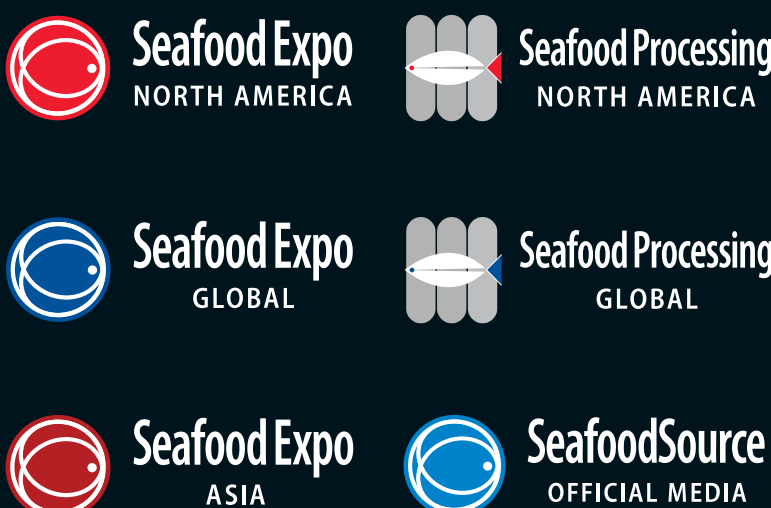 Seafood Expo
NORTH AMERICA
Seafood Processing
NORTH AMERICA
Seafood Expo
GLOBAL
Seafood Processing
GLOBAL
Seafood Expo
ASIA
SeafoodSource
OFFICIAL MEDIA